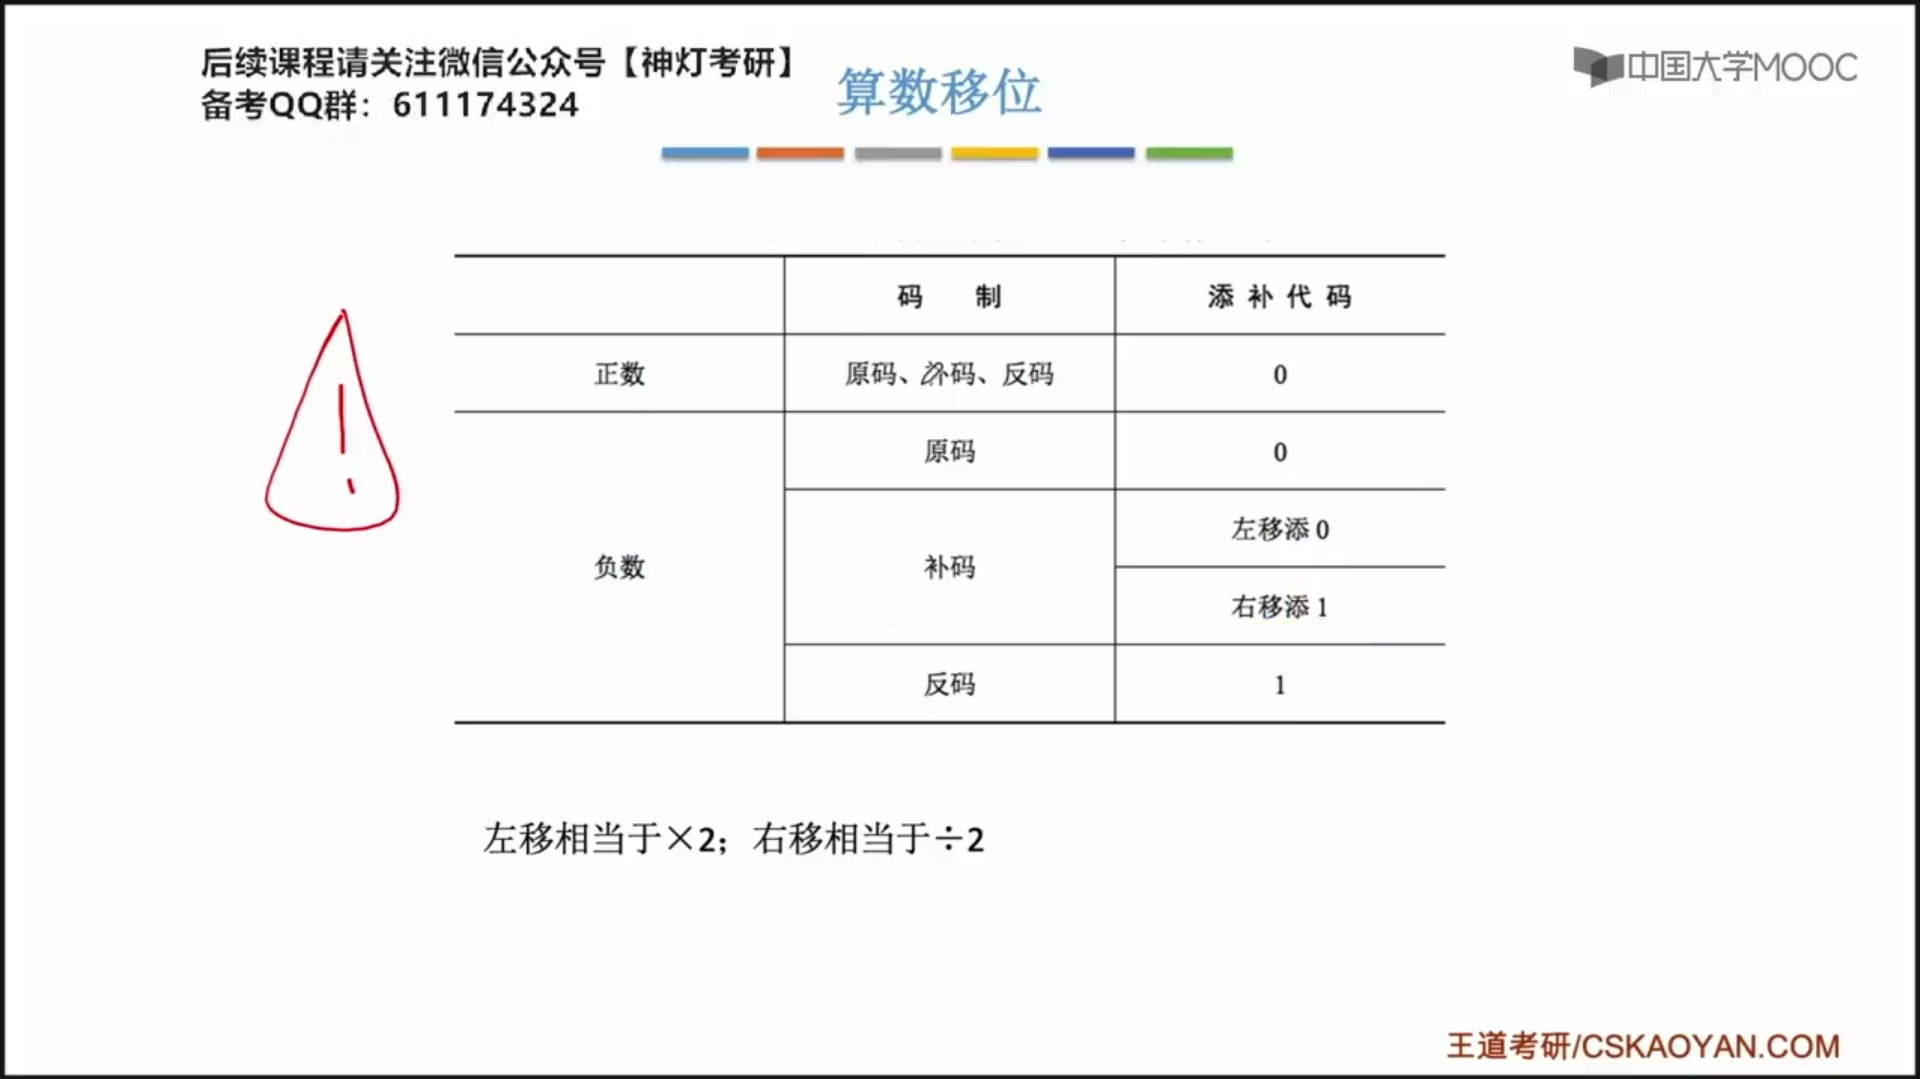 后续课程请关注微信公众号【神灯考研】
备考QQ群：611174324
中国大学MOOC
算数移位
码 制 添补代码
正数 原码、补码、反码 0
负数 原码 0
补码 左移添0
右移添1
反码 1
左移相当于×2；右移相当于÷2
王道考研/CSKAOYAN.COM